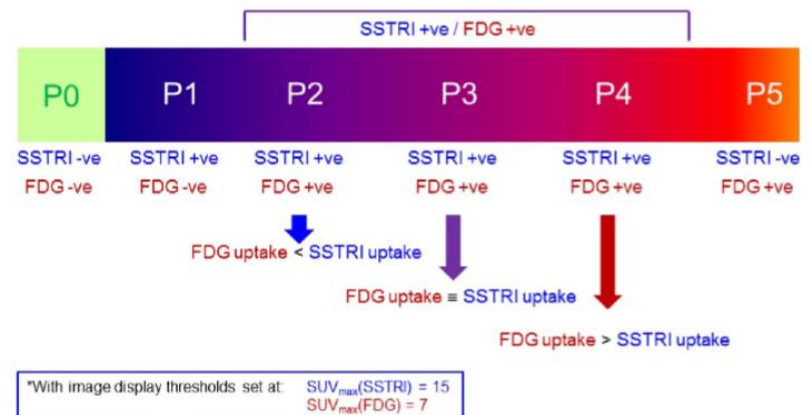 SSTRI +ve / FDG +ve
P0 P1 P2 P3 P4 P5
SSTRI -ve SSTRI +ve SSTRI +ve SSTRI +ve SSTRI +ve SSTRI -ve
FDG -ve FDG -ve FDG +ve FDG +ve FDG +ve FDG +ve
FDG uptake < SSTRI uptake
FDG uptake ≡ SSTRI uptake
FDG uptake > SSTRI uptake
*With image display thresholds set at: SUVmax(SSTRI) = 15
SUVmax(FDG) = 7